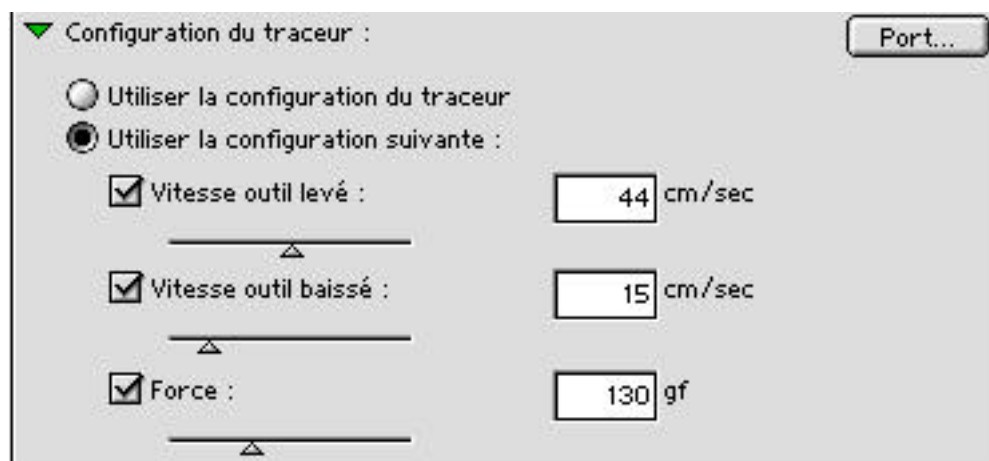 Configuration du traceur :
Port...
Utiliser la configuration du traceur
Utiliser la configuration suivante :
Vitesse outil levé : 44 cm/sec
Vitesse outil baissé : 15 cm/sec
Force : 130 gf